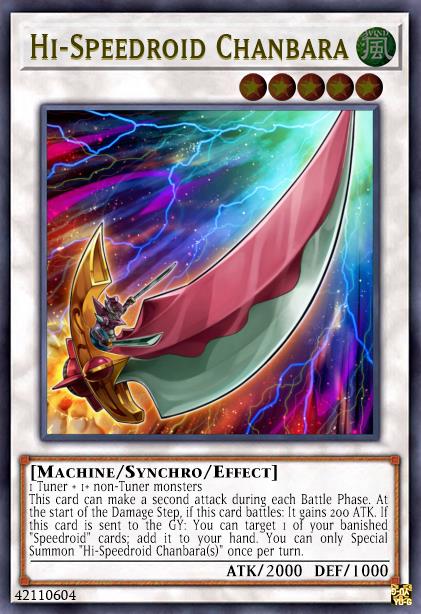 Hi-Speedroid Chanbara
WIND
風
[Machine/Synchro/Effect]
1 Tuner + 1+ non-Tuner monsters
This card can make a second attack during each Battle Phase. At
the start of the Damage Step, if this card battles: It gains 200 ATK. If
this card is sent to the GY: You can target 1 of your banished
"Speedroid" cards; add it to your hand. You can only Special
Summon "Hi-Speedroid Chanbara(s)" once per turn.
ATK/2000 DEF/1000
42110604